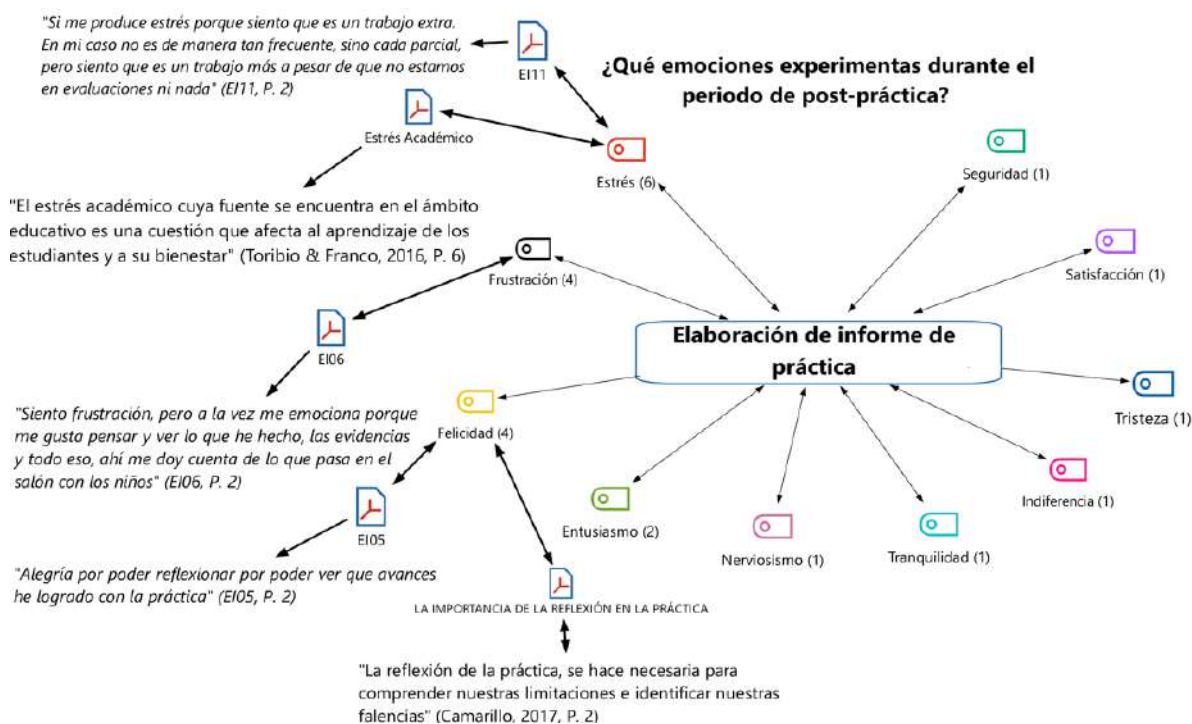 "Si me produce estrés porque siento que es un trabajo extra.
En mi caso no es de manera tan frecuente, sino cada parcial,
pero siento que es un trabajo más a pesar de que no estamos
en evaluaciones ni nada" (EI11, P. 2)
EI11
¿Qué emociones experimentas durante el
periodo de post-práctica?
Estrés Académico
Estrés (6)
Seguridad (1)
"El estrés académico cuya fuente se encuentra en el ámbito
educativo es una cuestión que afecta al aprendizaje de los
estudiantes y a su bienestar" (Toribio & Franco, 2016, P. 6)
Frustración (4)
Satisfacción (1)
EI06
Elaboración de informe de
práctica
"Siento frustración, pero a la vez me emociona porque
me gusta pensar y ver lo que he hecho, las evidencias
y todo eso, ahí me doy cuenta de lo que pasa en el
salón con los niños" (EI06, P. 2)
Felicidad (4)
Tristeza (1)
Indiferencia (1)
EI05
Entusiasmo (2)
Nerviosismo (1)
Tranquilidad (1)
"Alegría por poder reflexionar por poder ver que avances
he logrado con la práctica" (EI05, P. 2)
LA IMPORTANCIA DE LA REFLEXIÓN EN LA PRÁCTICA
"La reflexión de la práctica, se hace necesaria para
comprender nuestras limitaciones e identificar nuestras
falencias" (Camarillo, 2017, P. 2)